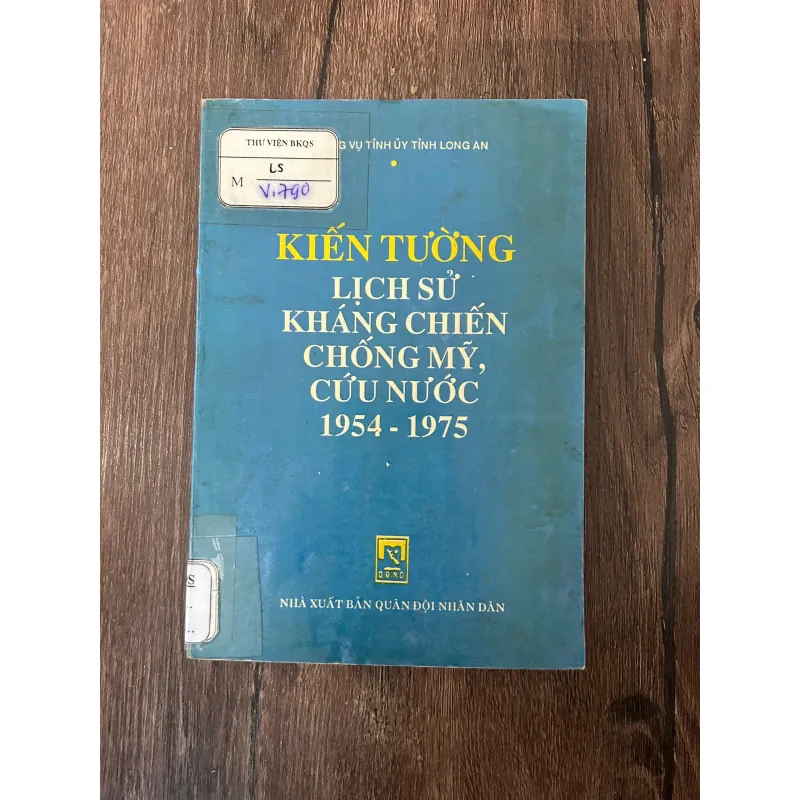 THƯ VIỆN BKQS
LS
M
V.790
VỤ TỈNH ỦY TỈNH LONG AN
KIẾN TƯỜNG
LỊCH SỬ
KHÁNG CHIẾN
CHỐNG MỸ,
CỨU NƯỚC
1954 - 1975
Q.Đ.N.D
NHÀ XUẤT BẢN QUÂN ĐỘI NHÂN DÂN